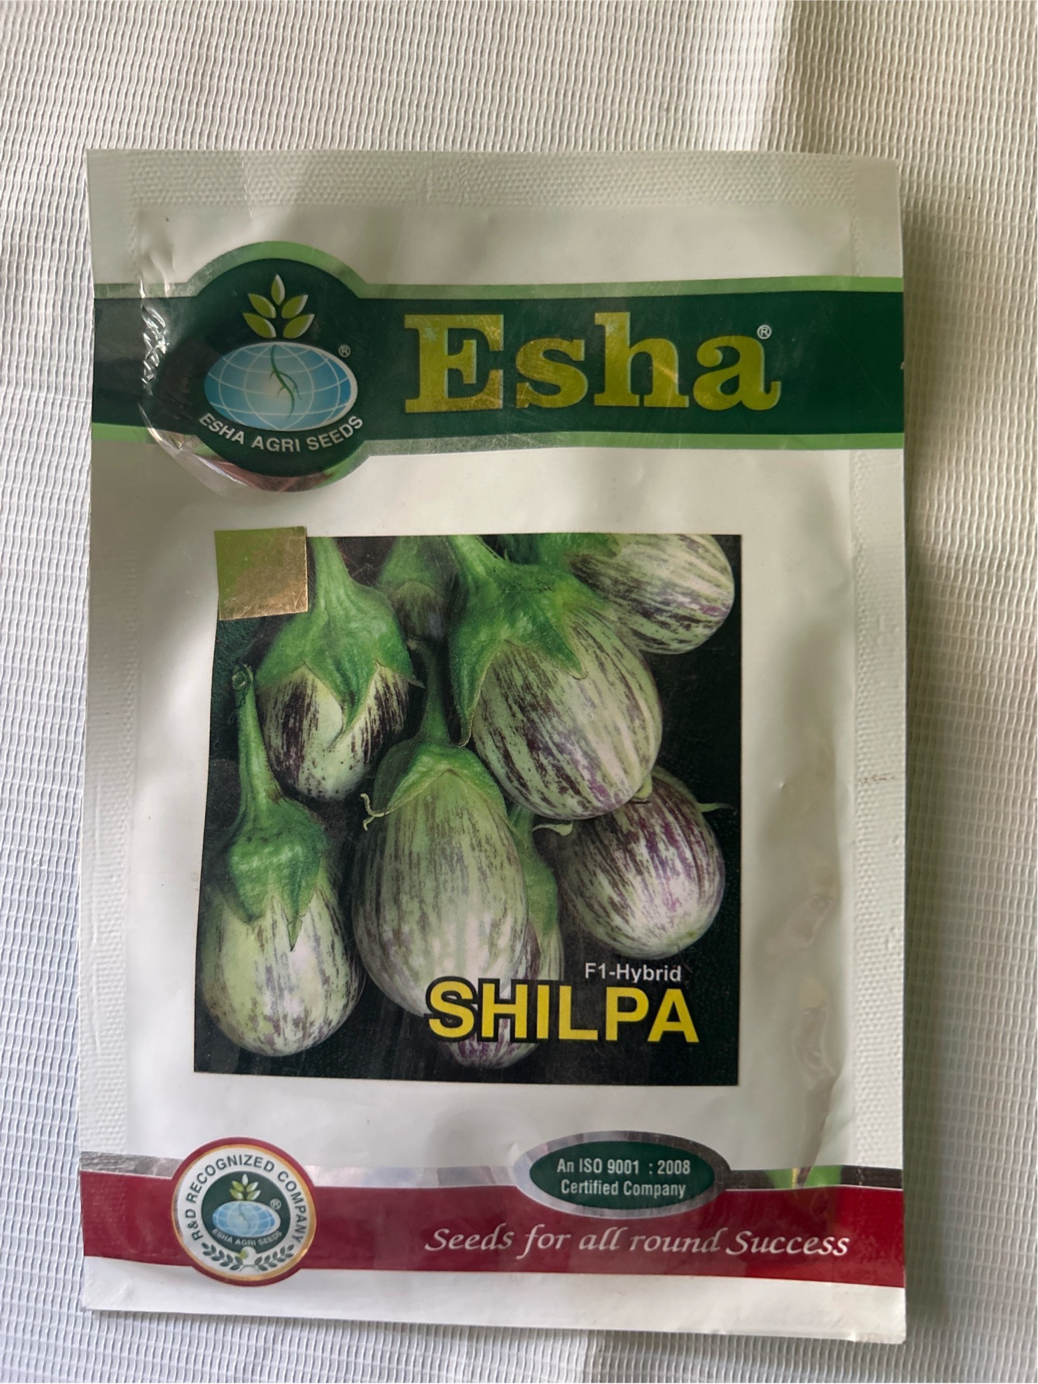 Esha®
®
ESHA AGRI SEEDS
F1-Hybrid
SHILPA
An ISO 9001 : 2008
Certified Company
R&D RECOGNIZED COMPANY
®
ESHA AGRI SEEDS
Seeds for all round Success